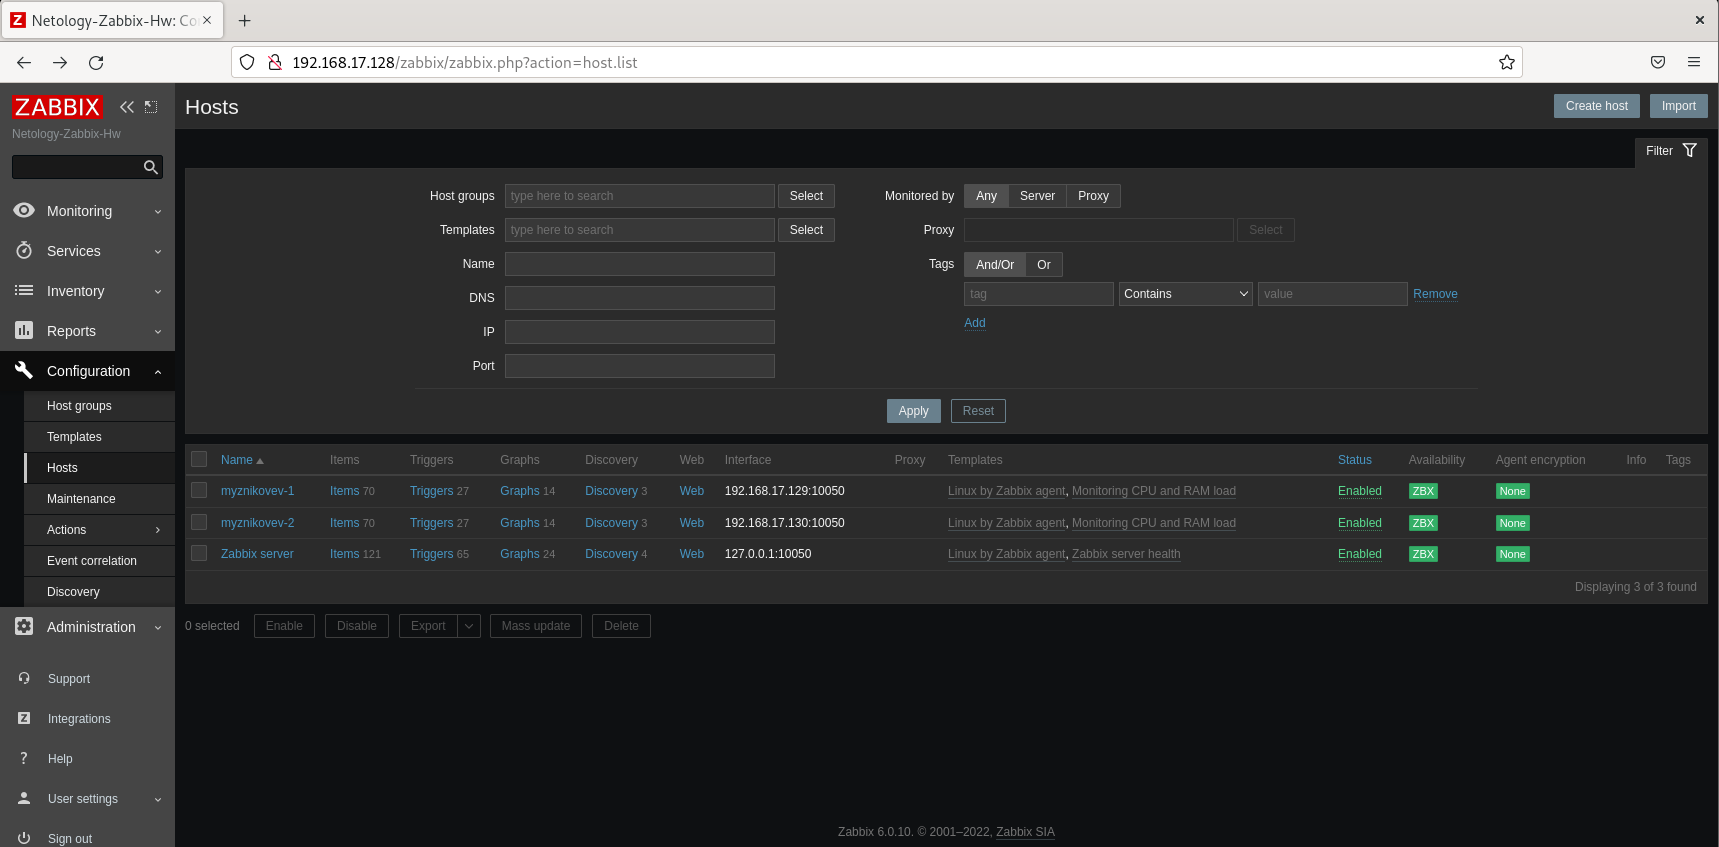 Netology-Zabbix-Hw: Co
192.168.17.128/zabbix/zabbix.php?action=host.list
ZABBIX
Netology-Zabbix-Hw
Monitoring
Services
Inventory
Reports
Configuration
Host groups
Templates
Hosts
Maintenance
Actions
Event correlation
Discovery
Administration
Support
Integrations
Help
User settings
Sign out
Hosts
Create host Import
Filter
Host groups type here to search Select
Templates type here to search Select
Name
DNS
IP
Port
Monitored by Any Server Proxy
Proxy Select
Tags And/Or Or
tag Contains value Remove
Add
Apply Reset
Name Items Triggers Graphs Discovery Web Interface Proxy Templates Status Availability Agent encryption Info Tags
myznikovev-1 Items 70 Triggers 27 Graphs 14 Discovery 3 Web 192.168.17.129:10050 Linux by Zabbix agent, Monitoring CPU and RAM load Enabled ZBX None
myznikovev-2 Items 70 Triggers 27 Graphs 14 Discovery 3 Web 192.168.17.130:10050 Linux by Zabbix agent, Monitoring CPU and RAM load Enabled ZBX None
Zabbix server Items 121 Triggers 65 Graphs 24 Discovery 4 Web 127.0.0.1:10050 Linux by Zabbix agent, Zabbix server health Enabled ZBX None
Displaying 3 of 3 found
0 selected Enable Disable Export Mass update Delete
Zabbix 6.0.10. © 2001–2022, Zabbix SIA